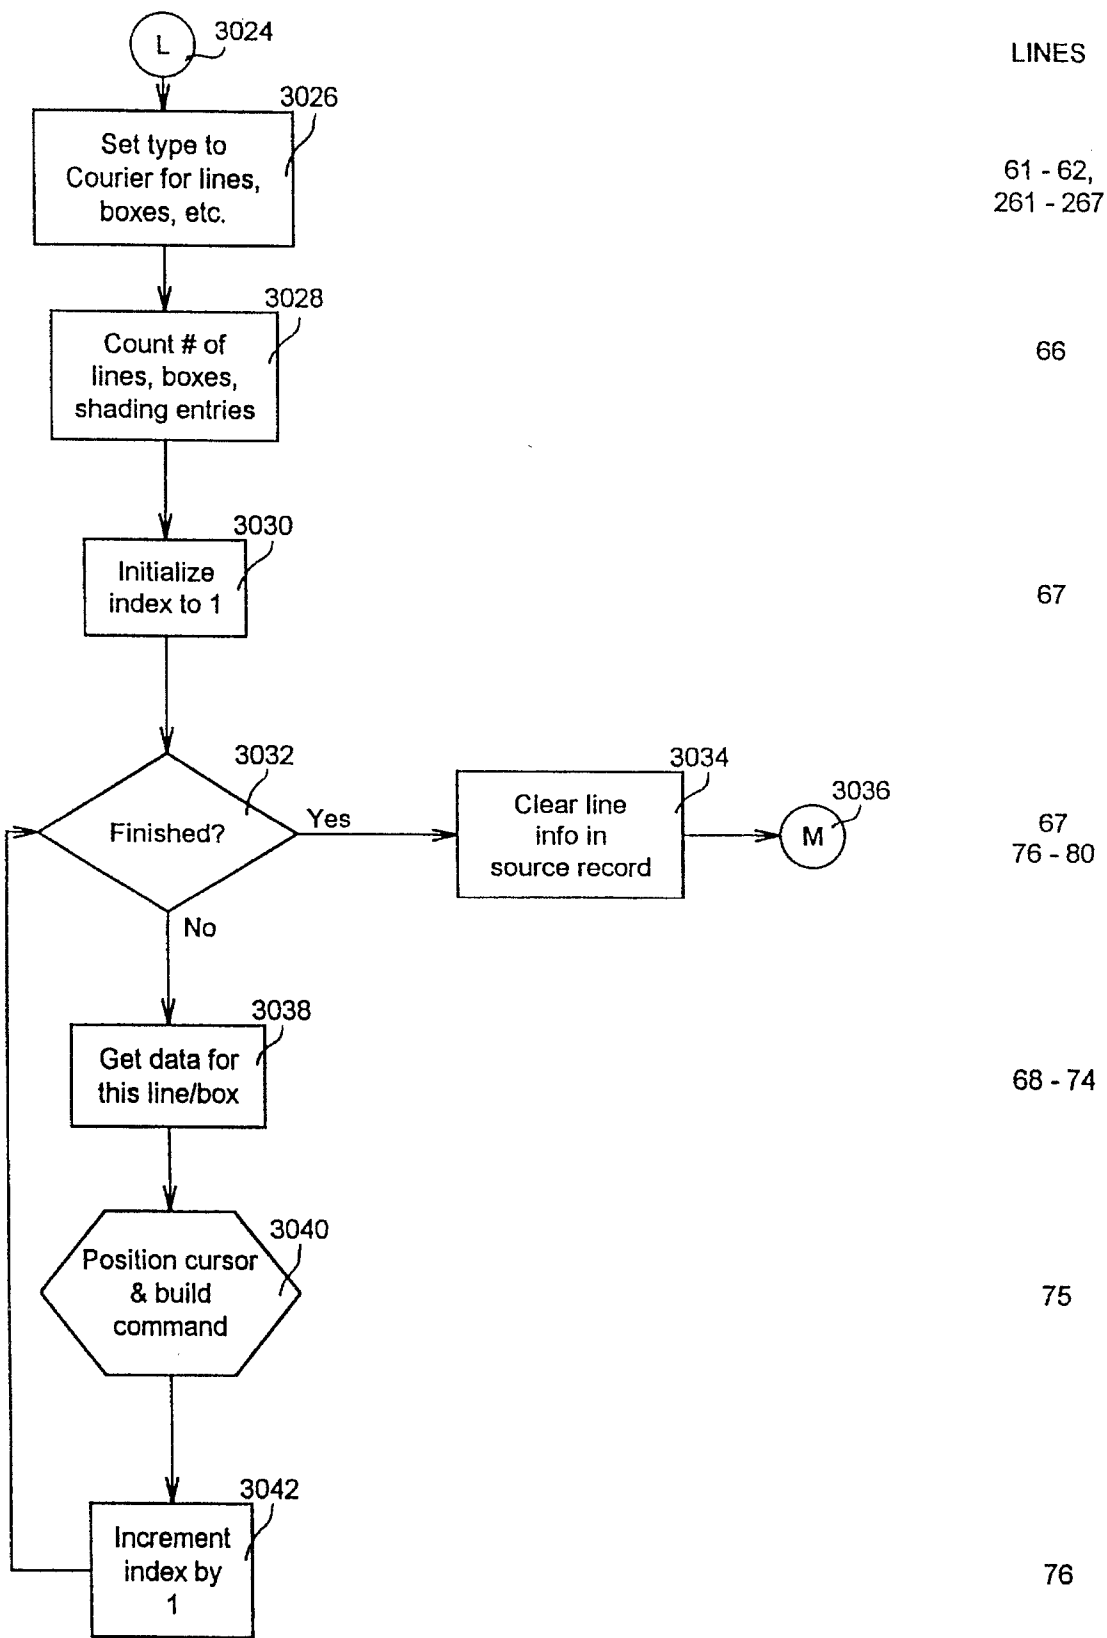 L
3024
LINES
3026
Set type to
Courier for lines,
boxes, etc.
61 - 62,
261 - 267
3028
Count # of
lines, boxes,
shading entries
66
3030
Initialize
index to 1
67
3032
Finished?
Yes
3034
Clear line
info in
source record
3036
M
67
76 - 80
No
3038
Get data for
this line/box
68 - 74
3040
Position cursor
& build
command
75
3042
Increment
index by
1
76